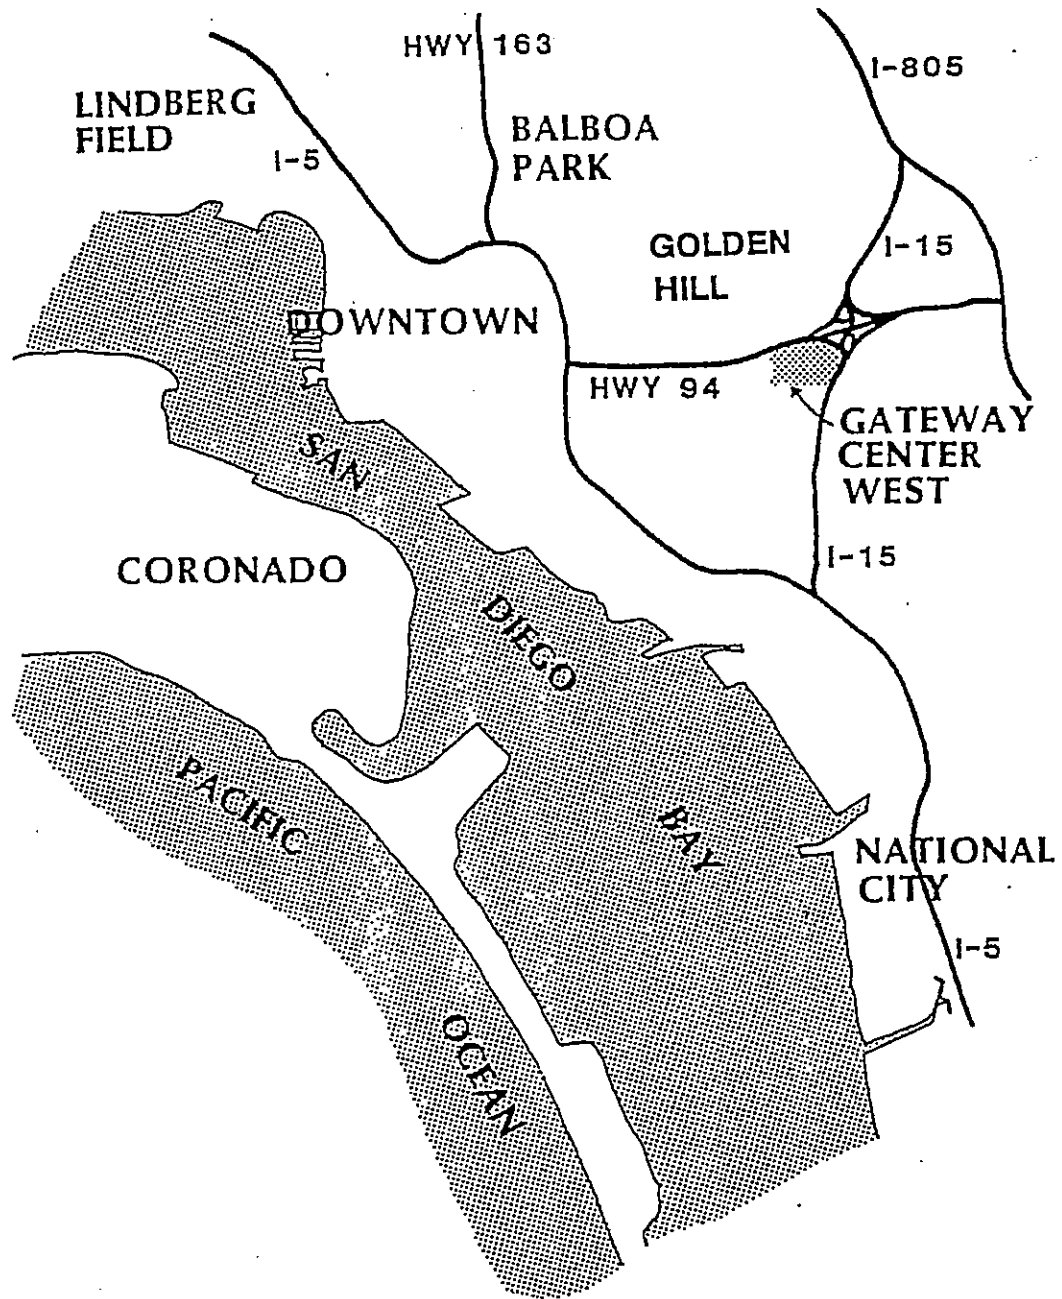 HWY 163
I-805
LINDBERG
FIELD
I-5
BALBOA
PARK
GOLDEN
HILL
I-15
DOWNTOWN
HWY 94
GATEWAY
CENTER
WEST
SAN
DIEGO
BAY
CORONADO
I-15
PACIFIC
OCEAN
NATIONAL
CITY
I-5